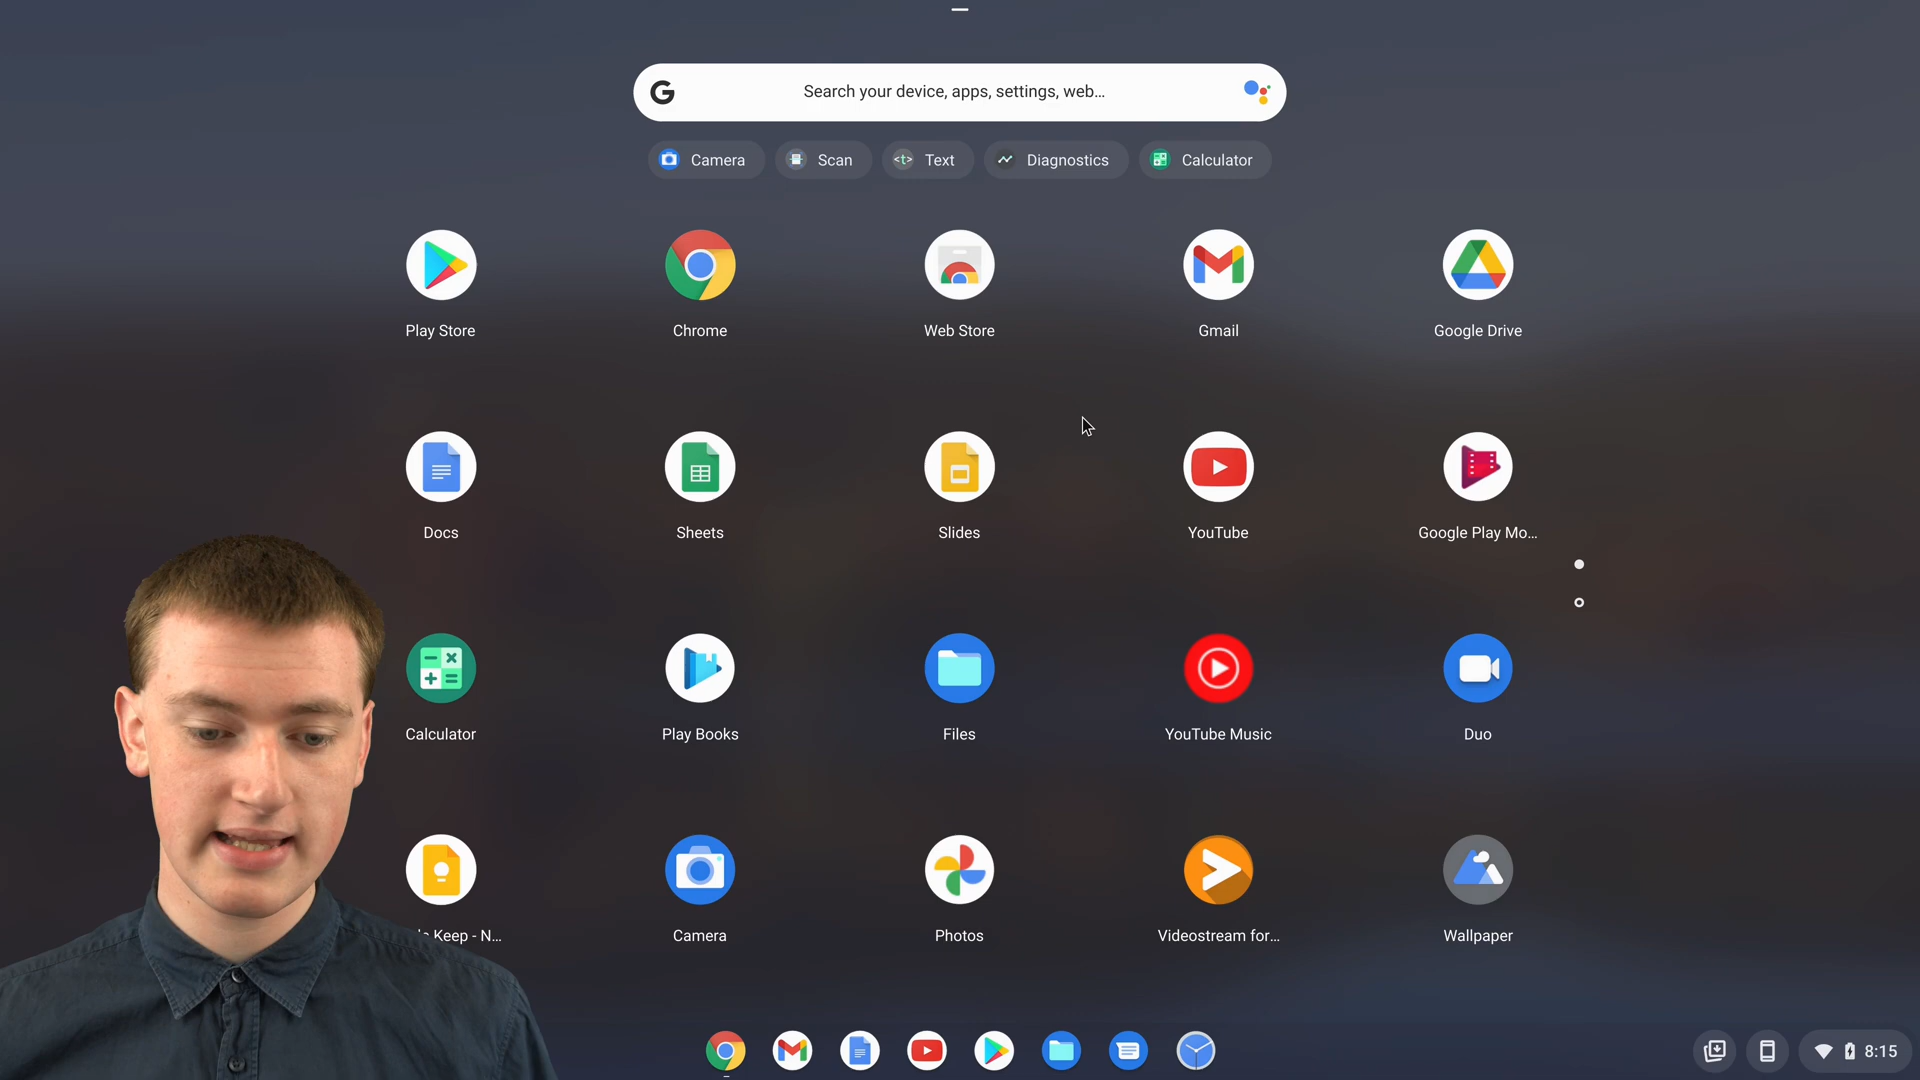 Search your device, apps, settings, web...
Camera Scan <t> Text Diagnostics Calculator
Play Store Chrome Web Store Gmail Google Drive
Docs Sheets Slides YouTube Google Play Mo...
Calculator Play Books Files YouTube Music Duo
Keep - N... Camera Photos Videostream for... Wallpaper
8:15